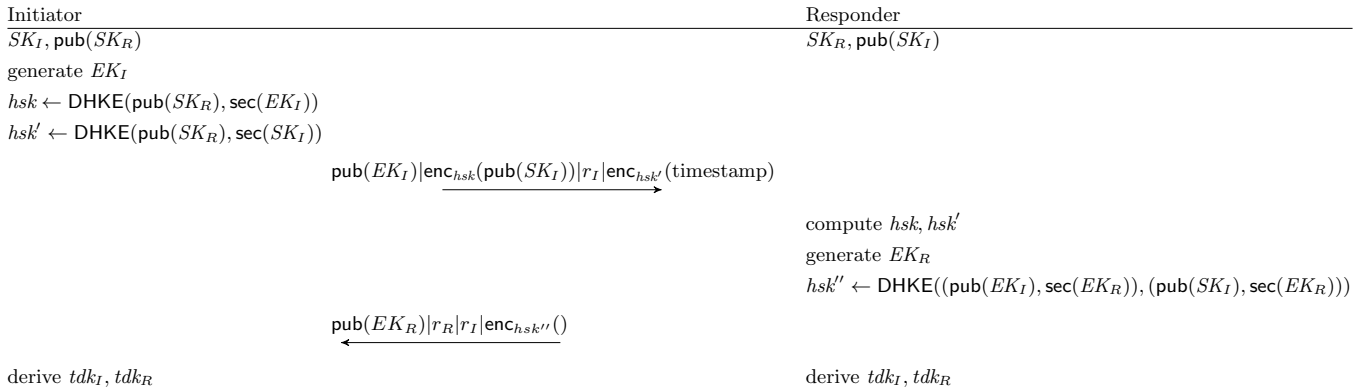 Initiator Responder
SK_I, pub(SK_R) SK_R, pub(SK_I)
generate EK_I
hsk ← DHKE(pub(SK_R), sec(EK_I))
hsk′ ← DHKE(pub(SK_R), sec(SK_I))
pub(EK_I)|enc_hsk(pub(SK_I))|r_I|enc_hsk′(timestamp)
compute hsk, hsk′
generate EK_R
hsk′′ ← DHKE((pub(EK_I), sec(EK_R)), (pub(SK_I), sec(EK_R)))
pub(EK_R)|r_R|r_I|enc_hsk′′()
derive tdk_I, tdk_R derive tdk_I, tdk_R